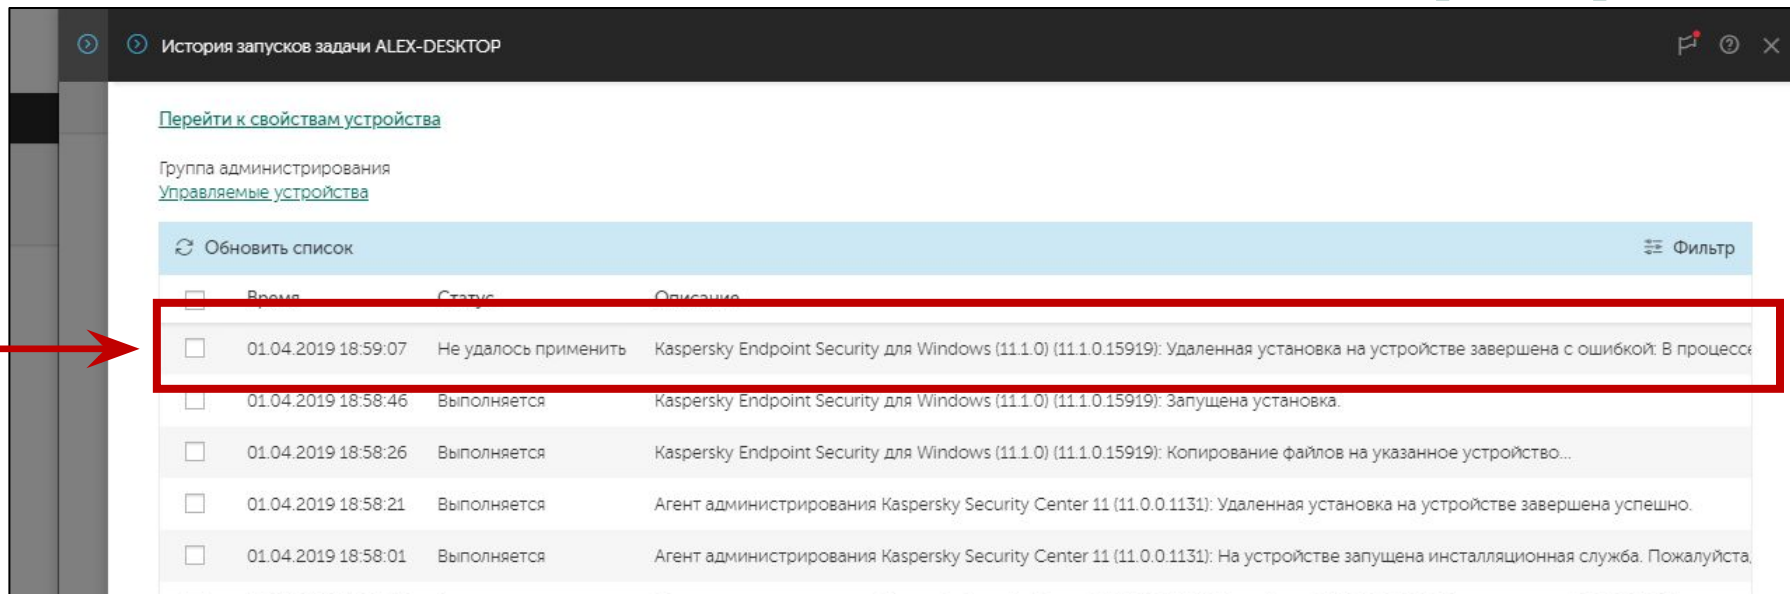 История запусков задачи ALEX-DESKTOP
Перейти к свойствам устройства
Группа администрирования
Управляемые устройства
Обновить список Фильтр
Время Статус Описание
01.04.2019 18:59:07 Не удалось применить Kaspersky Endpoint Security для Windows (11.1.0) (11.1.0.15919): Удаленная установка на устройстве завершена с ошибкой: В процессе
01.04.2019 18:58:46 Выполняется Kaspersky Endpoint Security для Windows (11.1.0) (11.1.0.15919): Запущена установка.
01.04.2019 18:58:26 Выполняется Kaspersky Endpoint Security для Windows (11.1.0) (11.1.0.15919): Копирование файлов на указанное устройство...
01.04.2019 18:58:21 Выполняется Агент администрирования Kaspersky Security Center 11 (11.0.0.1131): Удаленная установка на устройстве завершена успешно.
01.04.2019 18:58:01 Выполняется Агент администрирования Kaspersky Security Center 11 (11.0.0.1131): На устройстве запущена инсталляционная служба. Пожалуйста,